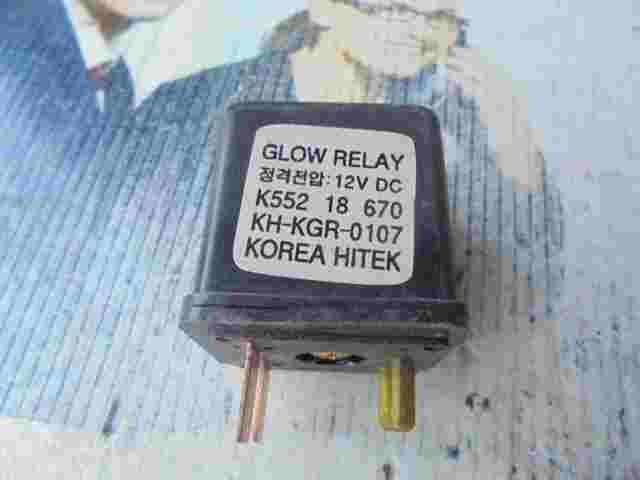 GLOW RELAY
정격전압: 12V DC
K552 18 670
KH-KGR-0107
KOREA HITEK